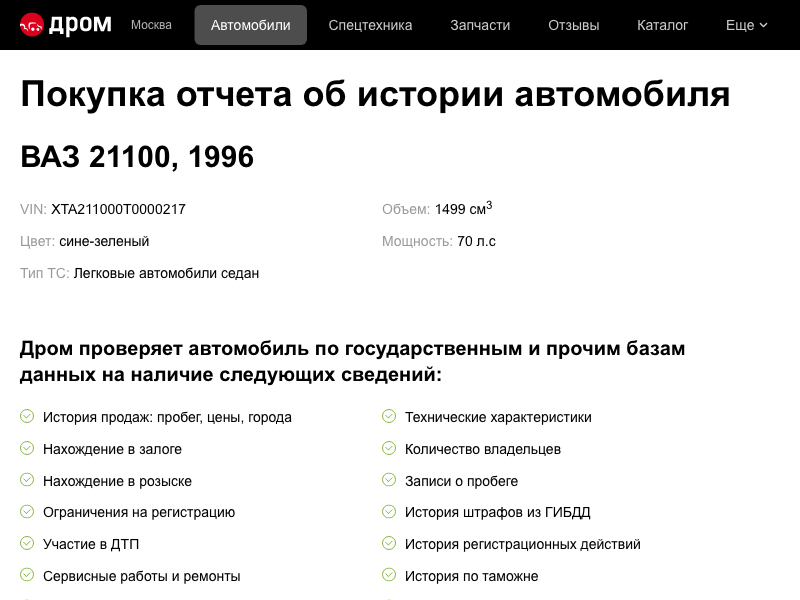 дром Москва Автомобили Спецтехника Запчасти Отзывы Каталог Еще
Покупка отчета об истории автомобиля
ВАЗ 21100, 1996
VIN: XTA211000T0000217 Объем: 1499 см³
Цвет: сине-зеленый Мощность: 70 л.с
Тип ТС: Легковые автомобили седан
Дром проверяет автомобиль по государственным и прочим базам
данных на наличие следующих сведений:
История продаж: пробег, цены, города Технические характеристики
Нахождение в залоге Количество владельцев
Нахождение в розыске Записи о пробеге
Ограничения на регистрацию История штрафов из ГИБДД
Участие в ДТП История регистрационных действий
Сервисные работы и ремонты История по таможне